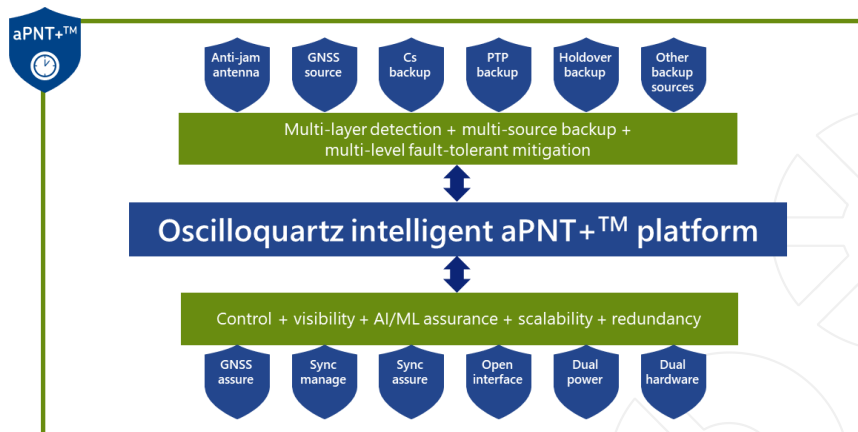 aPNT+™
Anti-jam
antenna
GNSS
source
Cs
backup
PTP
backup
Holdover
backup
Other
backup
sources
Multi-layer detection + multi-source backup +
multi-level fault-tolerant mitigation
Oscilloquartz intelligent aPNT+™ platform
Control + visibility + AI/ML assurance + scalability + redundancy
GNSS
assure
Sync
manage
Sync
assure
Open
interface
Dual
power
Dual
hardware